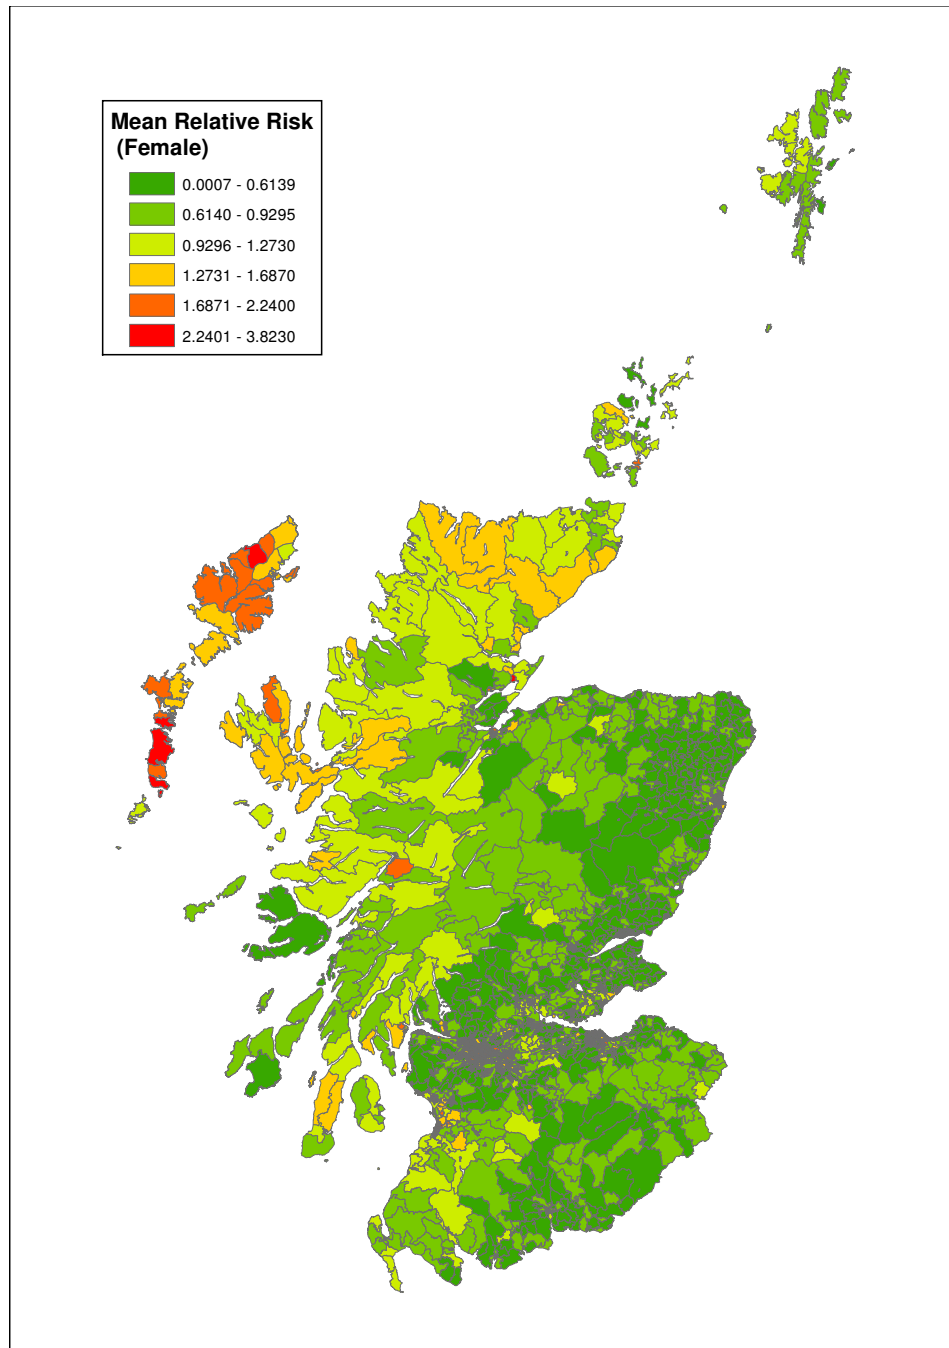 Mean Relative Risk
(Female)
0.0007 - 0.6139
0.6140 - 0.9295
0.9296 - 1.2730
1.2731 - 1.6870
1.6871 - 2.2400
2.2401 - 3.8230